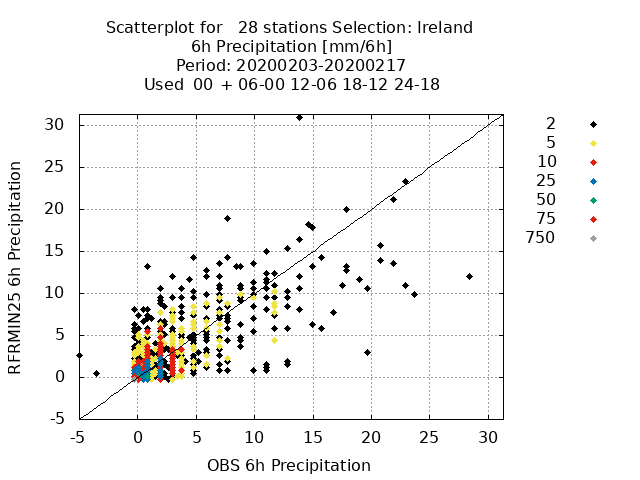 Scatterplot for   28 stations Selection: Ireland
6h Precipitation [mm/6h]
Period: 20200203-20200217
Used  00 + 06-00 12-06 18-12 24-18
RFRMIN25 6h Precipitation
30
25
20
15
10
5
0
-5
-5 0 5 10 15 20 25 30
OBS 6h Precipitation
2
5
10
25
50
75
750